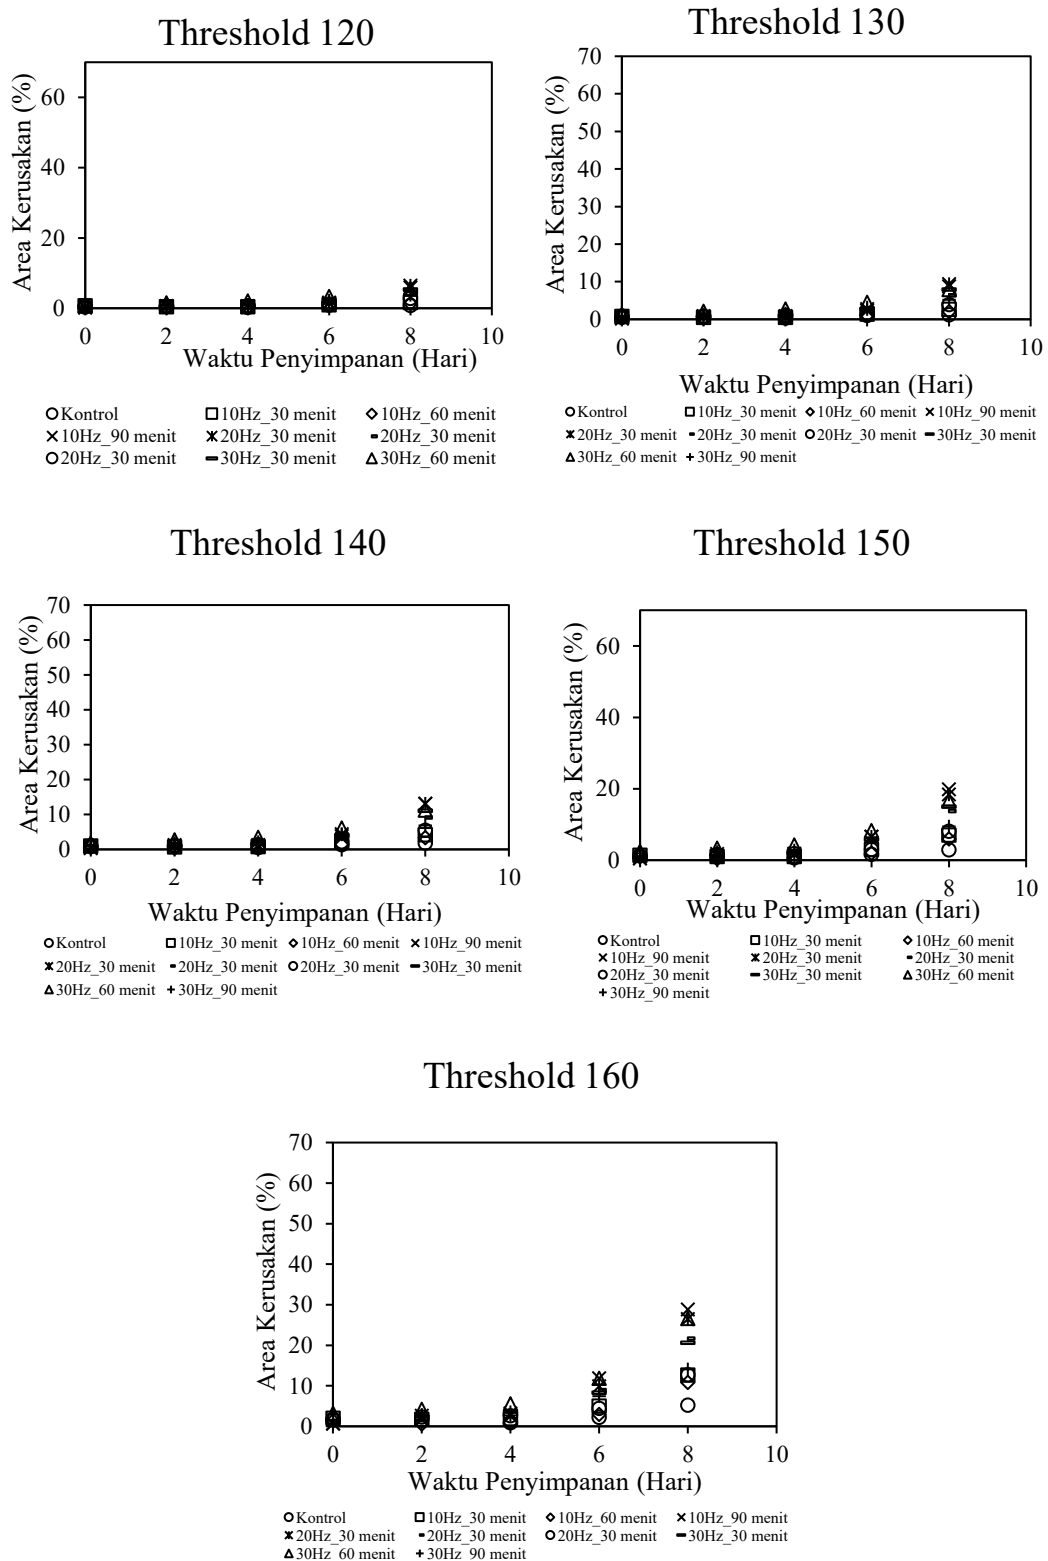 Threshold 120
Area Kerusakan (%)
60
40
20
0
0 2 4 6 8 10
Waktu Penyimpanan (Hari)
Kontrol 10Hz_30 menit 10Hz_60 menit
10Hz_90 menit 20Hz_30 menit 20Hz_30 menit
20Hz_30 menit 30Hz_30 menit 30Hz_60 menit
Threshold 130
Area Kerusakan (%)
70
60
50
40
30
20
10
0
0 2 4 6 8 10
Waktu Penyimpanan (Hari)
Kontrol 10Hz_30 menit 10Hz_60 menit 10Hz_90 menit
20Hz_30 menit 20Hz_30 menit 20Hz_30 menit 30Hz_30 menit
30Hz_60 menit 30Hz_90 menit
Threshold 140
Area Kerusakan (%)
70
60
50
40
30
20
10
0
0 2 4 6 8 10
Waktu Penyimpanan (Hari)
Kontrol 10Hz_30 menit 10Hz_60 menit 10Hz_90 menit
20Hz_30 menit 20Hz_30 menit 20Hz_30 menit 30Hz_30 menit
30Hz_60 menit 30Hz_90 menit
Threshold 150
Area Kerusakan (%)
60
40
20
0
0 2 4 6 8 10
Waktu Penyimpanan (Hari)
Kontrol 10Hz_30 menit 10Hz_60 menit
10Hz_90 menit 20Hz_30 menit 20Hz_30 menit
20Hz_30 menit 30Hz_30 menit 30Hz_60 menit
30Hz_90 menit
Threshold 160
Area Kerusakan (%)
70
60
50
40
30
20
10
0
0 2 4 6 8 10
Waktu Penyimpanan (Hari)
Kontrol 10Hz_30 menit 10Hz_60 menit 10Hz_90 menit
20Hz_30 menit 20Hz_30 menit 20Hz_30 menit 30Hz_30 menit
30Hz_60 menit 30Hz_90 menit